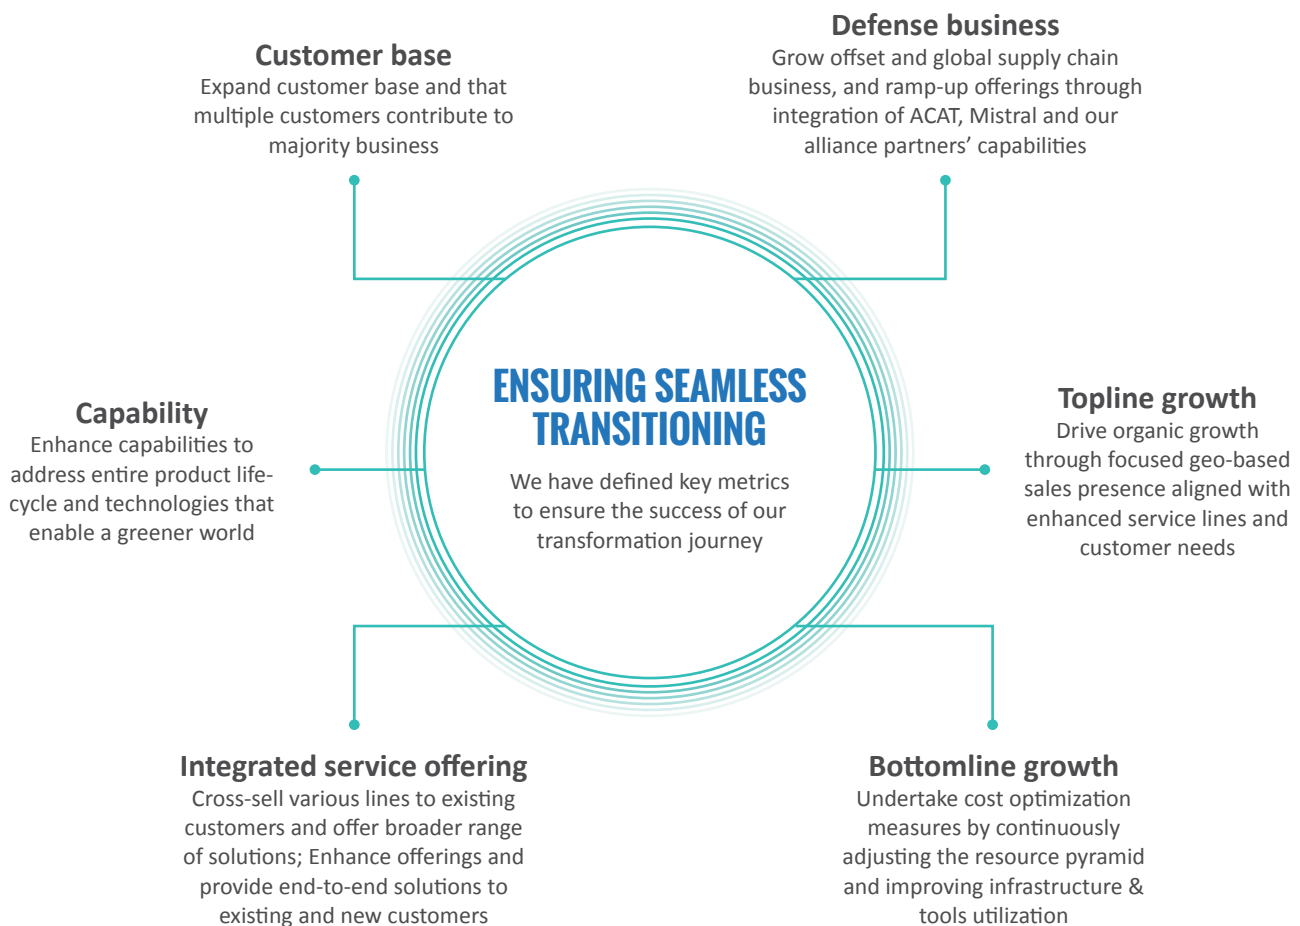 Customer base
Expand customer base and that
multiple customers contribute to
majority business
Defense business
Grow offset and global supply chain
business, and ramp-up offerings through
integration of ACAT, Mistral and our
alliance partners’ capabilities
Capability
Enhance capabilities to
address entire product life-
cycle and technologies that
enable a greener world
ENSURING SEAMLESS
TRANSITIONING
We have defined key metrics
to ensure the success of our
transformation journey
Topline growth
Drive organic growth
through focused geo-based
sales presence aligned with
enhanced service lines and
customer needs
Integrated service offering
Cross-sell various lines to existing
customers and offer broader range
of solutions; Enhance offerings and
provide end-to-end solutions to
existing and new customers
Bottomline growth
Undertake cost optimization
measures by continuously
adjusting the resource pyramid
and improving infrastructure &
tools utilization